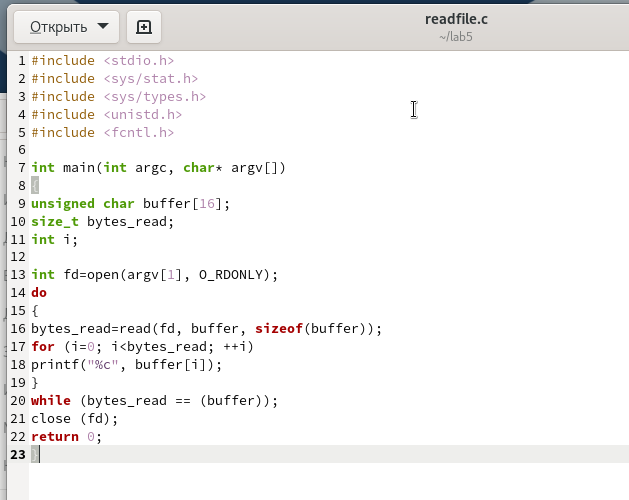 Открыть
readfile.c
~/lab5
1 #include <stdio.h>
2 #include <sys/stat.h>
3 #include <sys/types.h>
4 #include <unistd.h>
5 #include <fcntl.h>
6
7 int main(int argc, char* argv[])
8 {
9 unsigned char buffer[16];
10 size_t bytes_read;
11 int i;
12
13 int fd=open(argv[1], O_RDONLY);
14 do
15 {
16 bytes_read=read(fd, buffer, sizeof(buffer));
17 for (i=0; i<bytes_read; ++i)
18 printf("%c", buffer[i]);
19 }
20 while (bytes_read == (buffer));
21 close (fd);
22 return 0;
23 }